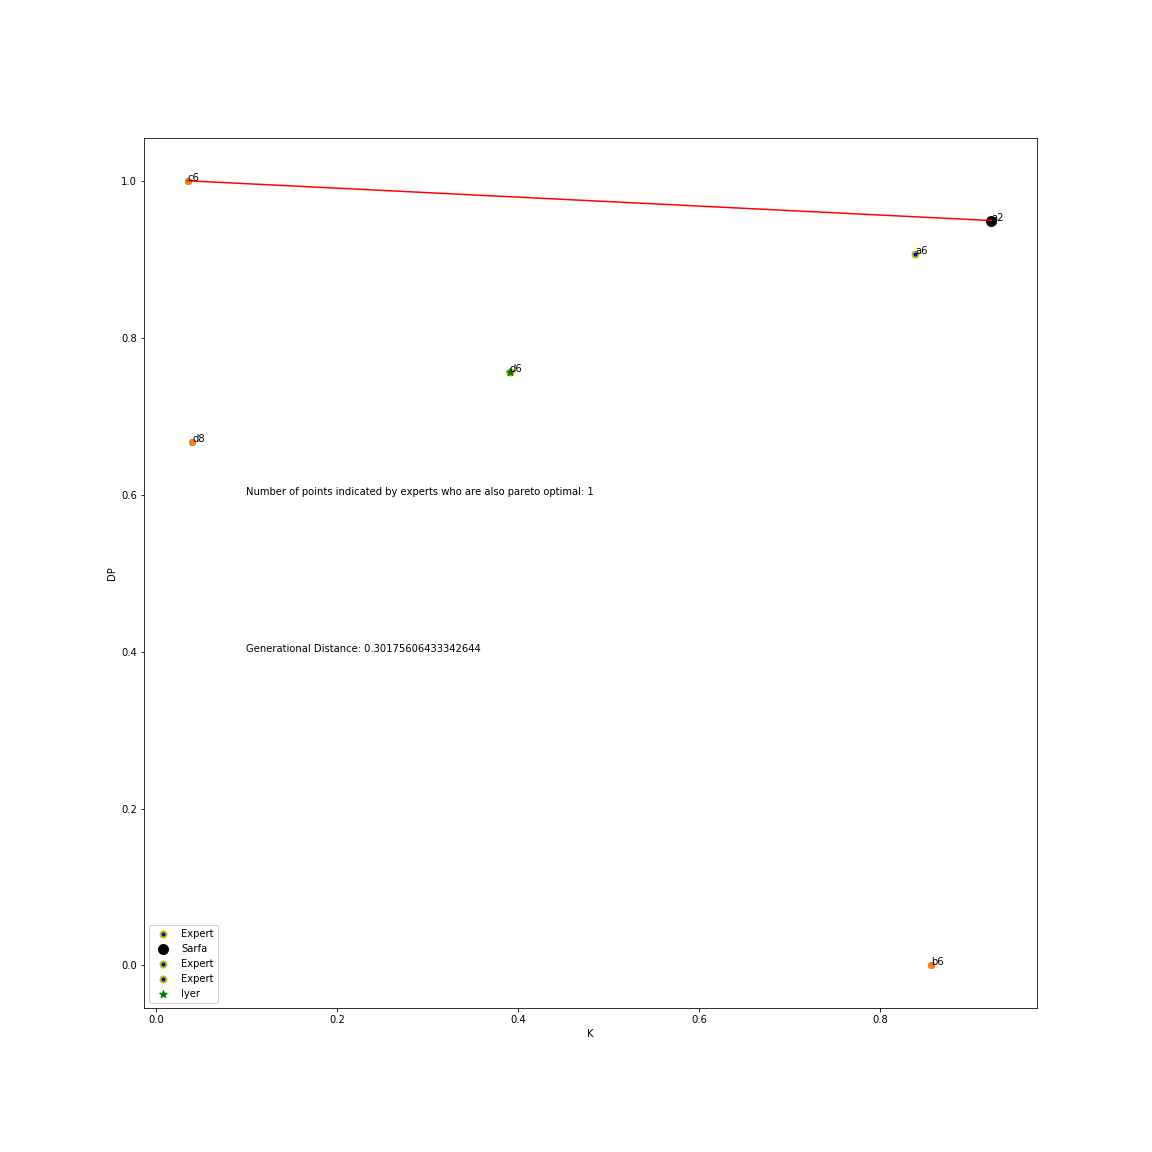 c6
1.0
a6
0.8
d6
d8
Number of points indicated by experts who are also pareto optimal: 1
0.6
DP
Generational Distance: 0.30175606433342644
0.4
0.2
Expert
Sarfa
Expert
b6
0.0
Expert
Iyer
0.0 0.2 0.4 0.6 0.8
K